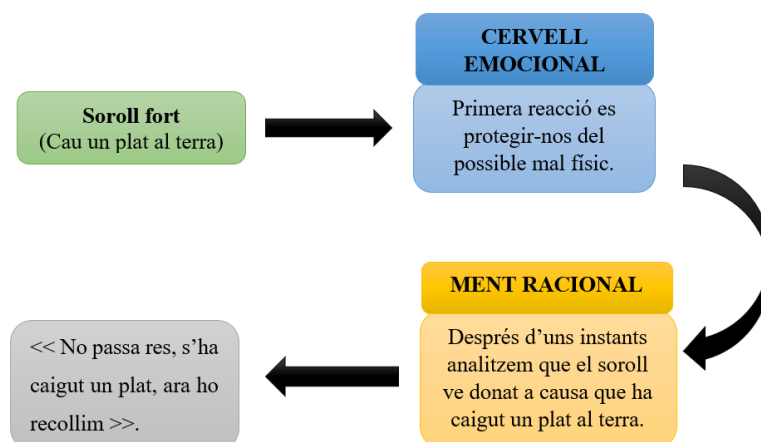 Soroll fort
(Cau un plat al terra)
CERVELL
EMOCIONAL
Primera reacció es
protegir-nos del
possible mal físic.
MENT RACIONAL
Després d’uns instants
analitzem que el soroll
ve donat a causa que ha
caigut un plat al terra.
<< No passa res, s’ha
caigut un plat, ara ho
recollim >>.